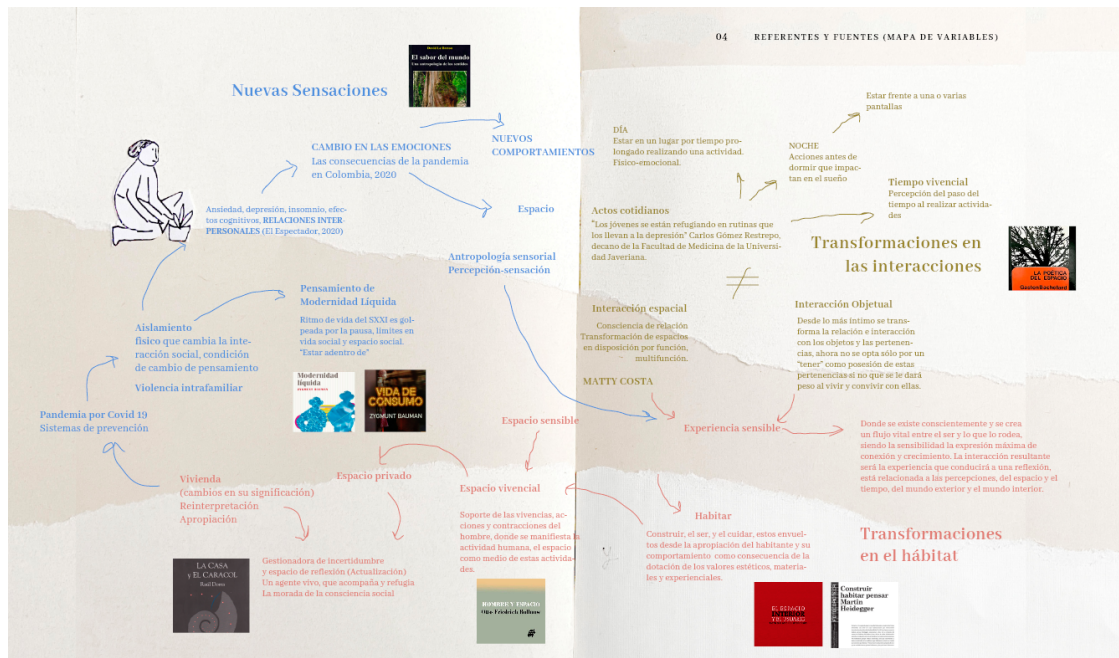 04 REFERENTES Y FUENTES (MAPA DE VARIABLES)
Nuevas Sensaciones
El sabor del mundo
CAMBIO EN LAS EMOCIONES
Las consecuencias de la pandemia
en Colombia, 2020
NUEVOS
COMPORTAMIENTOS
Espacio
Ansiedad, depresión, insomnio, efec-
tos cognitivos, RELACIONES INTER-
PERSONALES (El Espectador, 2020)
Antropología sensorial
Percepción-sensación
Pensamiento de
Modernidad Líquida
Ritmo de vida del SXXI es gol-
peada por la pausa, limites en
vida social y espacio social.
"Estar adentro de"
Aislamiento
físico que cambia la inte-
racción social, condición
de cambio de pensamiento
Violencia intrafamiliar
Modernidad
líquida
VIDA DE
CONSUMO
ZYGMUNT BAUMAN
Pandemia por Covid 19
Sistemas de prevención
Vivienda
(cambios en su significación)
Reinterpretación
Apropiación
Espacio privado
Espacio sensible
Espacio vivencial
Soporte de las vivencias, ac-
ciones y contracciones del
hombre, donde se manifiesta la
actividad humana, el espacio
como medio de estas activida-
des.
Gestionadora de incertidumbre
y espacio de reflexión (Actualización)
Un agente vivo, que acompaña y refugia
La morada de la consciencia social
LA CASA
y EL CARACOL
HOMBRE Y ESPACIO
Otto Friedrich Bollnow
DÍA
Estar en un lugar por tiempo pro-
longado realizando una actividad.
Físico-emocional.
Estar frente a una o varias
pantallas
NOCHE
Acciones antes de
dormir que impac-
tan en el sueño
Tiempo vivencial
Percepción del paso del
tiempo al realizar activida-
des
Actos cotidianos
"Los jóvenes se están refugiando en rutinas que
los llevan a la depresión" Carlos Gómez Restrepo,
decano de la Facultad de Medicina de la Universi-
dad Javeriana.
Transformaciones en
las interacciones
LA POÉTICA
DEL ESPACIO
Gaston Bachelard
Interacción espacial
Consciencia de relación
Transformación de espacios
en disposición por función,
multifunción.
MATTY COSTA
Interacción Objetual
Desde lo más íntimo se trans-
forma la relación e interacción
con los objetos y las pertenen-
cias, ahora no se opta sólo por un
"tener" como posesión de estas
pertenencias si no que se le dará
peso al vivir y convivir con ellas.
Experiencia sensible
Donde se existe conscientemente y se crea
un flujo vital entre el ser y lo que lo rodea,
siendo la sensibilidad la expresión máxima de
conexión y crecimiento. La interacción resultante
será la experiencia que conducirá a una reflexión,
está relacionada a las percepciones, del espacio y el
tiempo, del mundo exterior y el mundo interior.
Habitar
Construir, el ser, y el cuidar, estos envuel-
tos desde la apropiación del habitante y su
comportamiento como consecuencia de la
dotación de los valores estéticos, materia-
les y experienciales.
Transformaciones
en el hábitat
Construir
habitar pensar
Martin
Heidegger